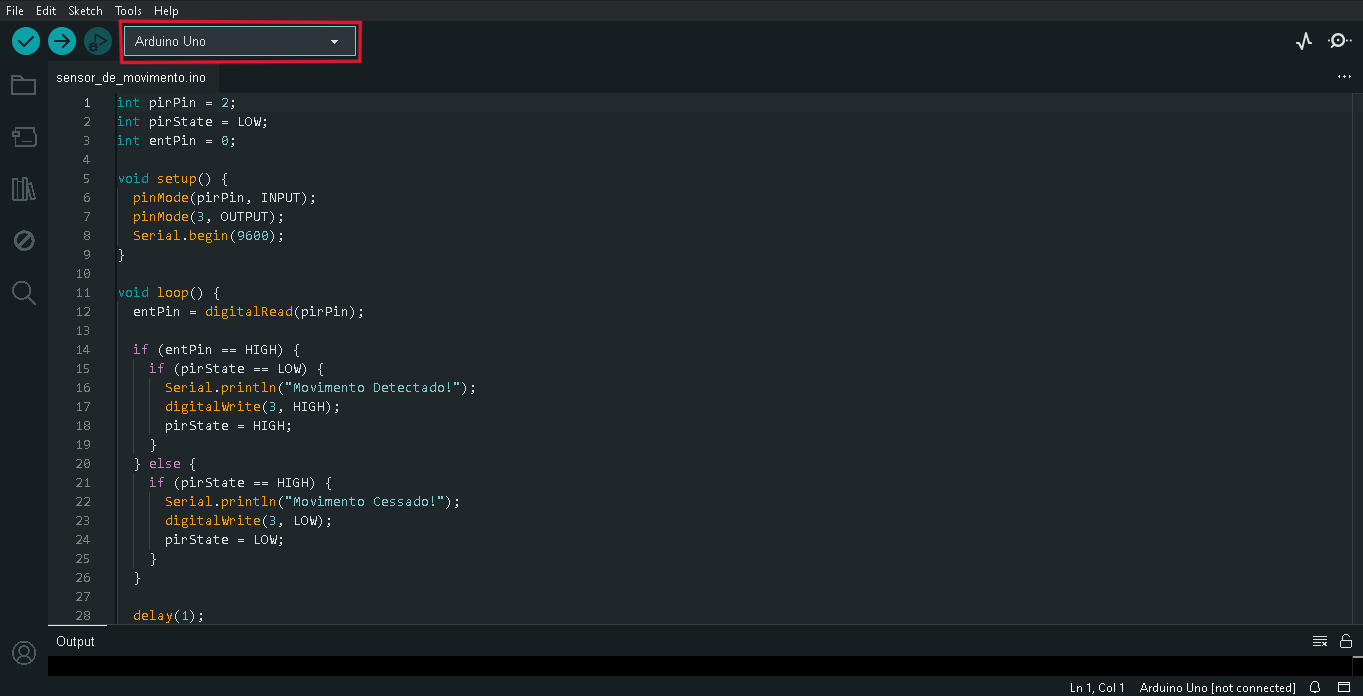 File Edit Sketch Tools Help
Arduino Uno
sensor_de_movimento.ino
1 int pirPin = 2;
2 int pirState = LOW;
3 int entPin = 0;
4
5 void setup() {
6   pinMode(pirPin, INPUT);
7   pinMode(3, OUTPUT);
8   Serial.begin(9600);
9 }
10
11 void loop() {
12   entPin = digitalRead(pirPin);
13
14   if (entPin == HIGH) {
15     if (pirState == LOW) {
16       Serial.println("Movimento Detectado!");
17       digitalWrite(3, HIGH);
18       pirState = HIGH;
19     }
20   } else {
21     if (pirState == HIGH) {
22       Serial.println("Movimento Cessado!");
23       digitalWrite(3, LOW);
24       pirState = LOW;
25     }
26   }
27
28   delay(1);
Output
Ln 1, Col 1 Arduino Uno [not connected]